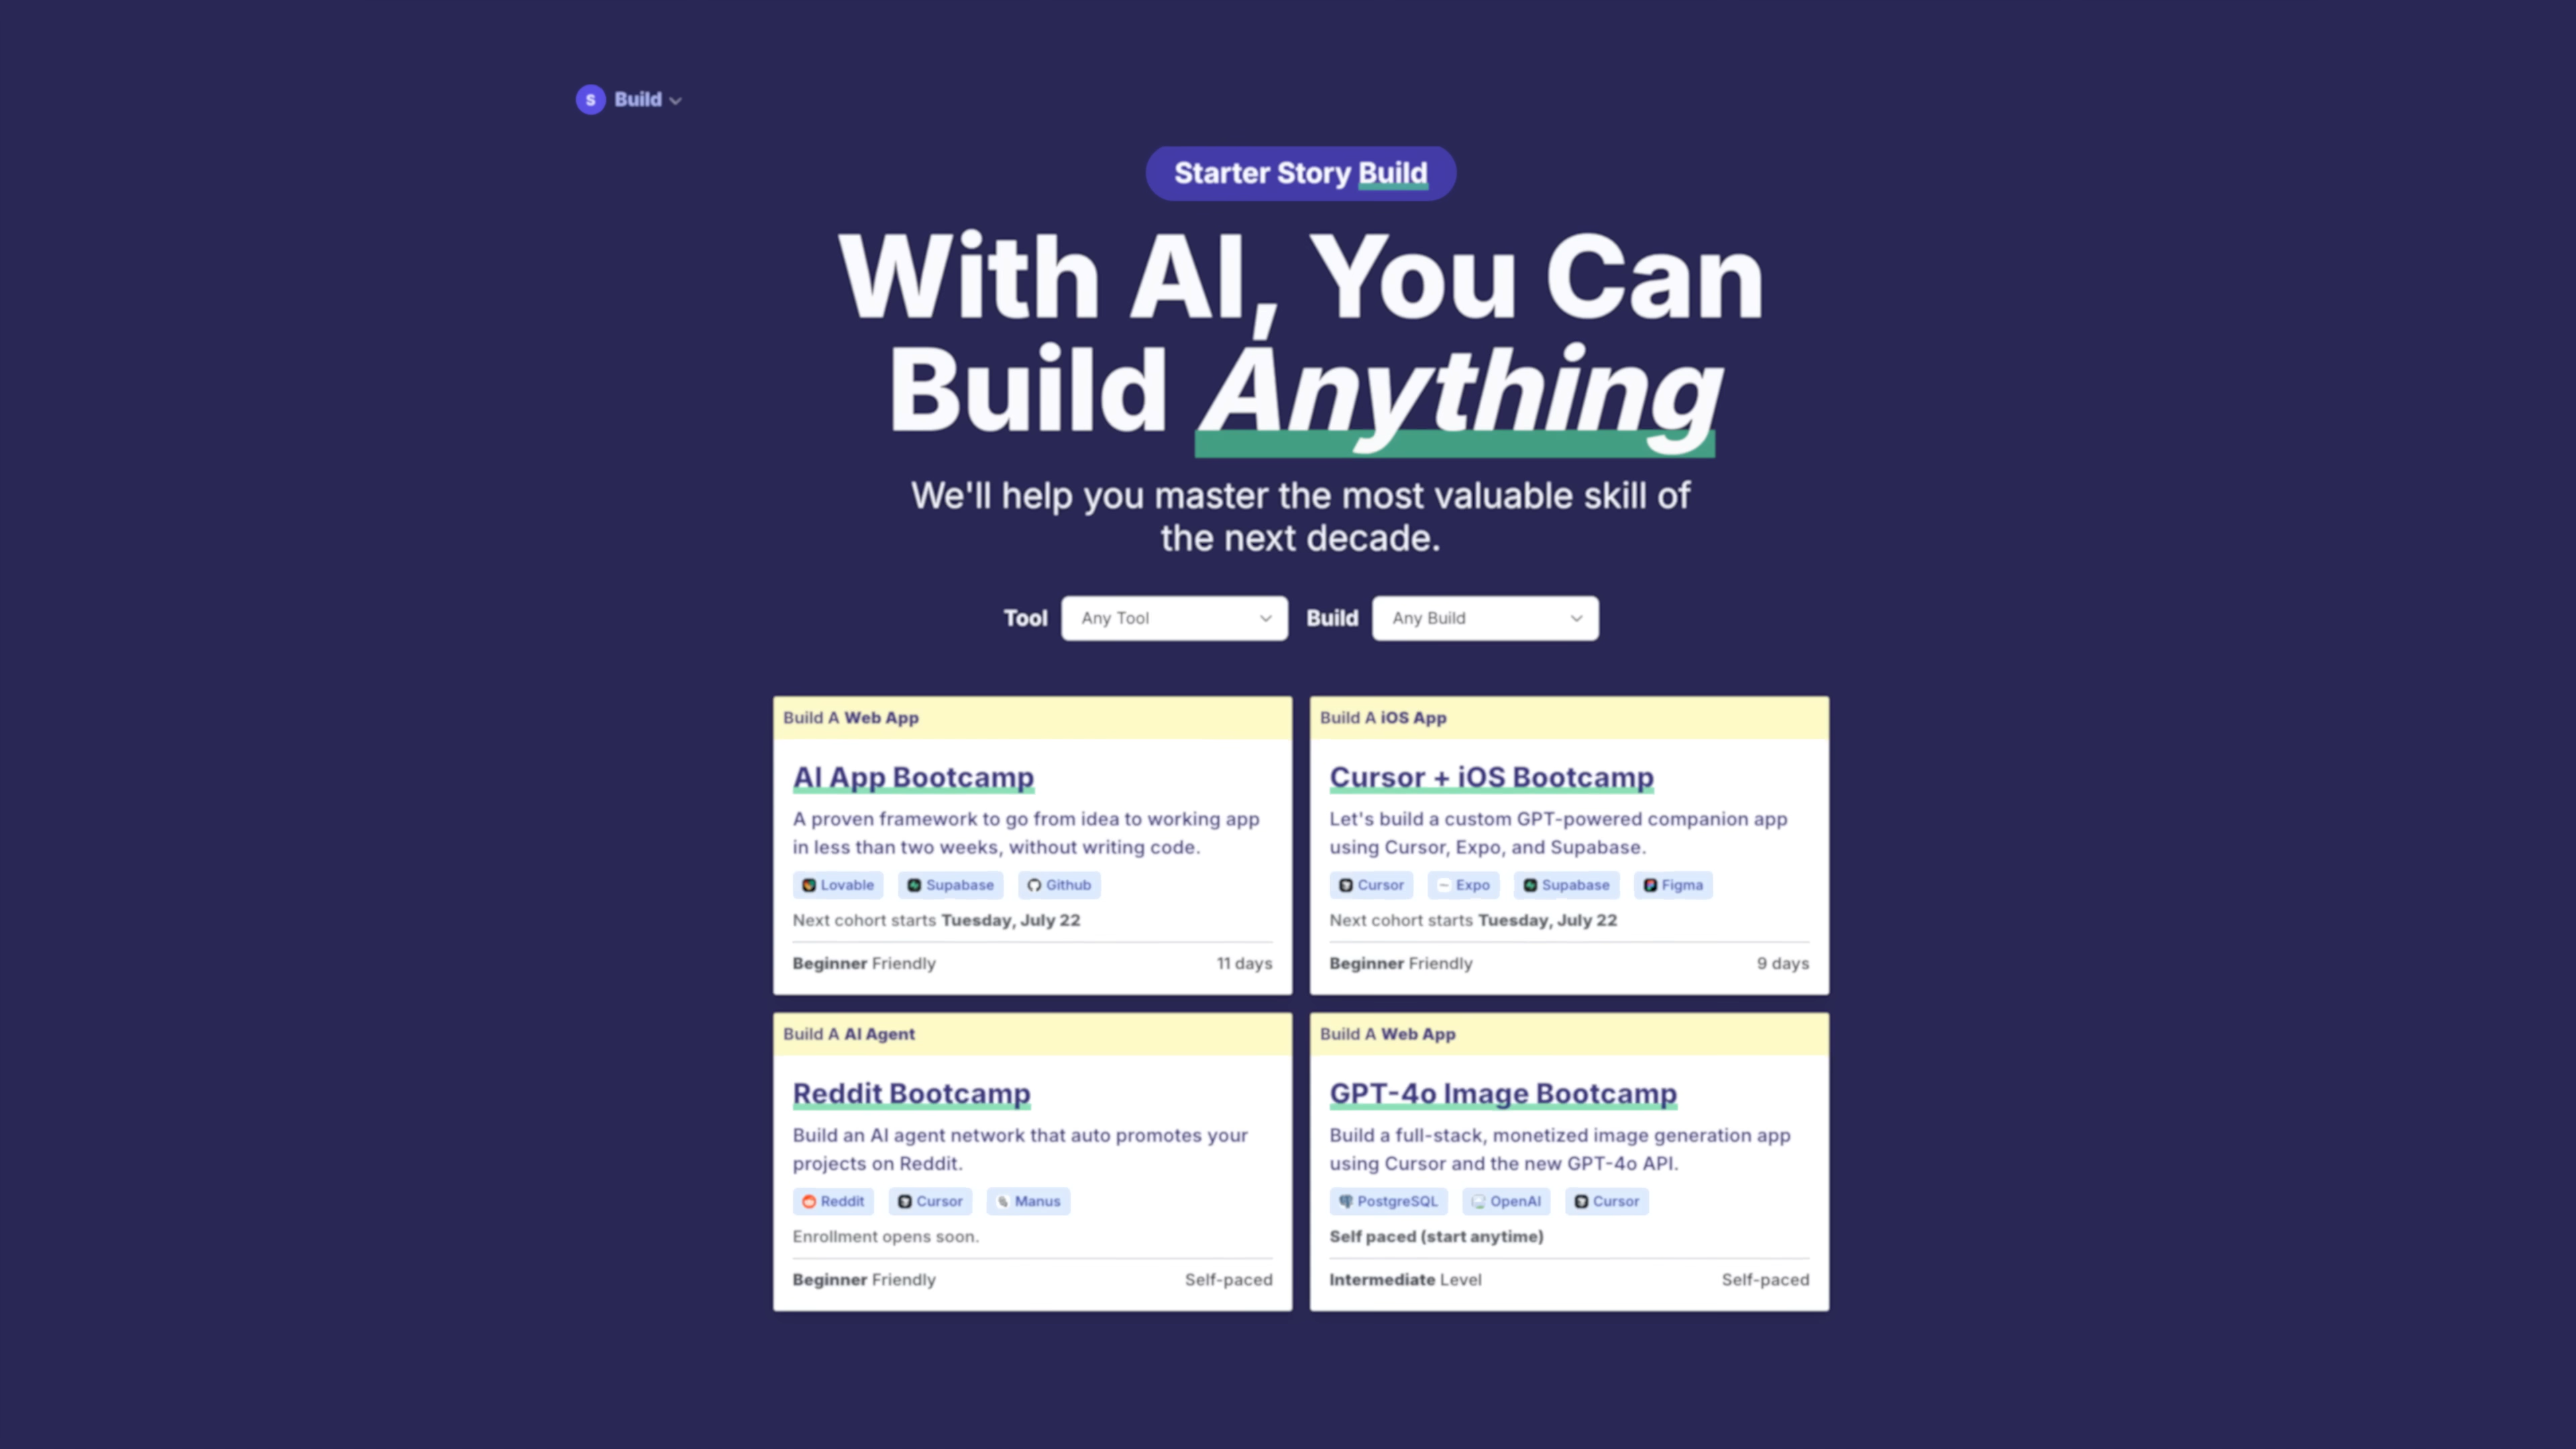 S Build
Starter Story Build
With AI, You Can
Build Anything
We'll help you master the most valuable skill of
the next decade.
Tool Any Tool Build Any Build
Build A Web App
AI App Bootcamp
A proven framework to go from idea to working app
in less than two weeks, without writing code.
Lovable Supabase Github
Next cohort starts Tuesday, July 22
Beginner Friendly 11 days
Build A iOS App
Cursor + iOS Bootcamp
Let's build a custom GPT-powered companion app
using Cursor, Expo, and Supabase.
Cursor Expo Supabase Figma
Next cohort starts Tuesday, July 22
Beginner Friendly 9 days
Build A AI Agent
Reddit Bootcamp
Build an AI agent network that auto promotes your
projects on Reddit.
Reddit Cursor Manus
Enrollment opens soon.
Beginner Friendly Self-paced
Build A Web App
GPT-4o Image Bootcamp
Build a full-stack, monetized image generation app
using Cursor and the new GPT-4o API.
PostgreSQL OpenAI Cursor
Self paced (start anytime)
Intermediate Level Self-paced